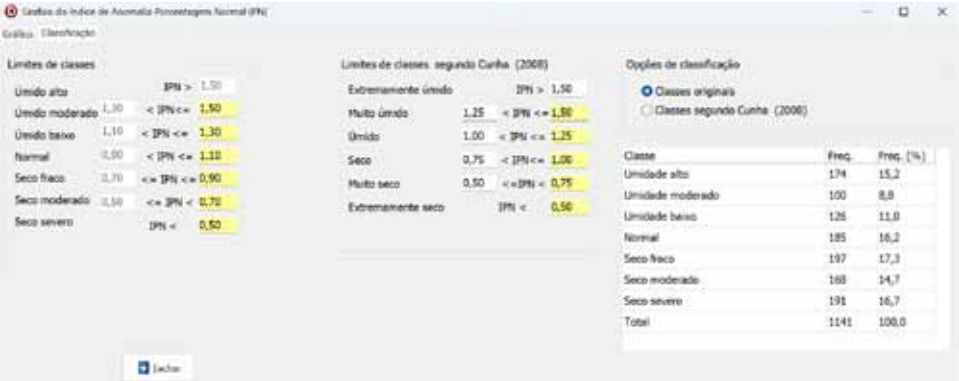 Gráfico do Indice de Anomalia Porcentagem Normal (PN)
Gráfico Classificação
Limites de classes
Úmido alto IPN > 1,50
Úmido moderado 1,30 < IPN<= 1,50
Úmido baixo 1,10 < IPN <= 1,30
Normal 0,90 < IPN <= 1,10
Seco fraco 0,70 <= IPN <= 0,90
Seco moderado 0,50 <= IPN < 0,70
Seco severo IPN < 0,50
Limites de classes segundo Cunha (2008)
Extremamente úmido IPN > 1,50
Muito úmido 1,25 < IPN <= 1,50
Úmido 1,00 < IPN <= 1,25
Seco 0,75 < IPN<= 1,00
Muito seco 0,50 <=IPN < 0,75
Extremamente seco IPN < 0,50
Opções de classificação
Classes originais
Classes segundo Cunha (2008)
Classe Freq. Freq. (%)
Umidade alto 174 15,2
Umidade moderado 100 8,8
Umidade baixo 126 11,0
Normal 185 16,2
Seco fraco 197 17,3
Seco moderado 168 14,7
Seco severo 191 16,7
Total 1141 100,0
Fechar